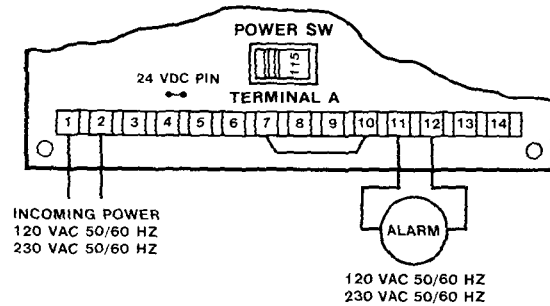 POWER SW
115
24 VDC PIN
TERMINAL A
1 2 3 4 5 6 7 8 9 10 11 12 13 14
INCOMING POWER
120 VAC 50/60 HZ
230 VAC 50/60 HZ
ALARM
120 VAC 50/60 HZ
230 VAC 50/60 HZ